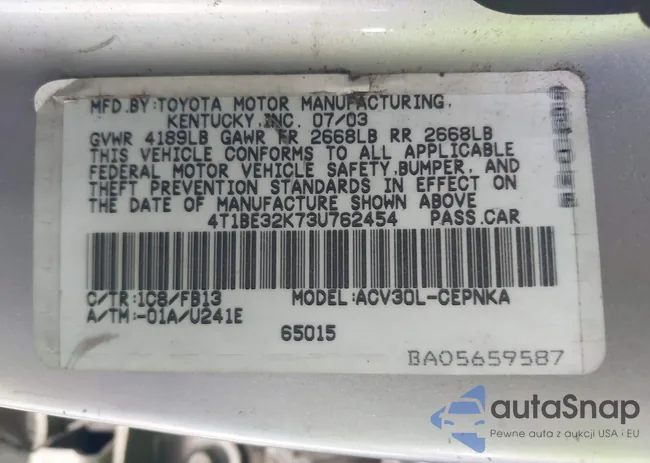 MFD.BY:TOYOTA MOTOR MANUFACTURING,
KENTUCKY,INC. 07/03
GVWR 4189LB GAWR FR 2668LB RR 2668LB
THIS VEHICLE CONFORMS TO ALL APPLICABLE
FEDERAL MOTOR VEHICLE SAFETY,BUMPER, AND
THEFT PREVENTION STANDARDS IN EFFECT ON
THE DATE OF MANUFACTURE SHOWN ABOVE
4T1BE32K73U762454 PASS.CAR
C/TR:1C8/FB13 MODEL:ACV30L-CEPNKA
A/TM:-01A/U241E
65015
BA05659587
autaSnap
Pewne auta z aukcji USA i EU